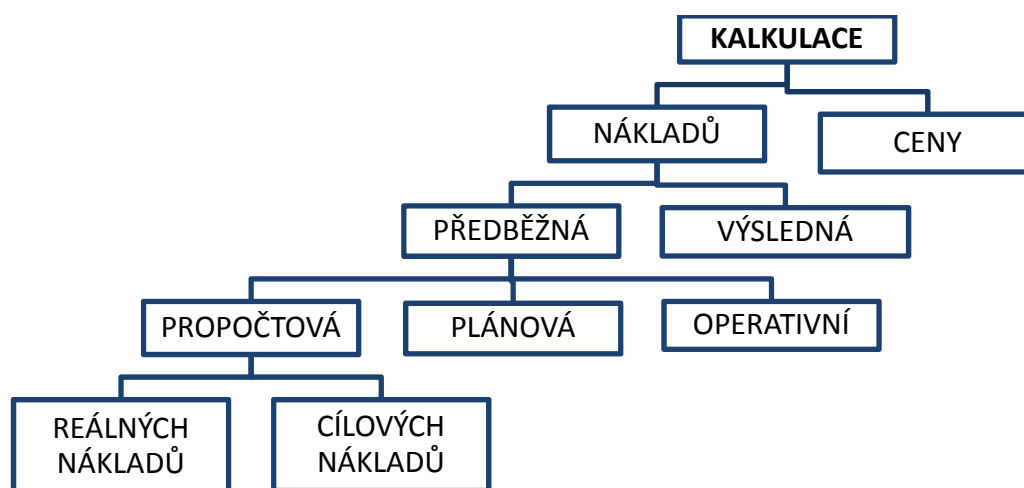 KALKULACE
NÁKLADŮ
CENY
PŘEDBĚŽNÁ
VÝSLEDNÁ
PROPOČTOVÁ
PLÁNOVÁ
OPERATIVNÍ
REÁLNÝCH
NÁKLADŮ
CÍLOVÝCH
NÁKLADŮ